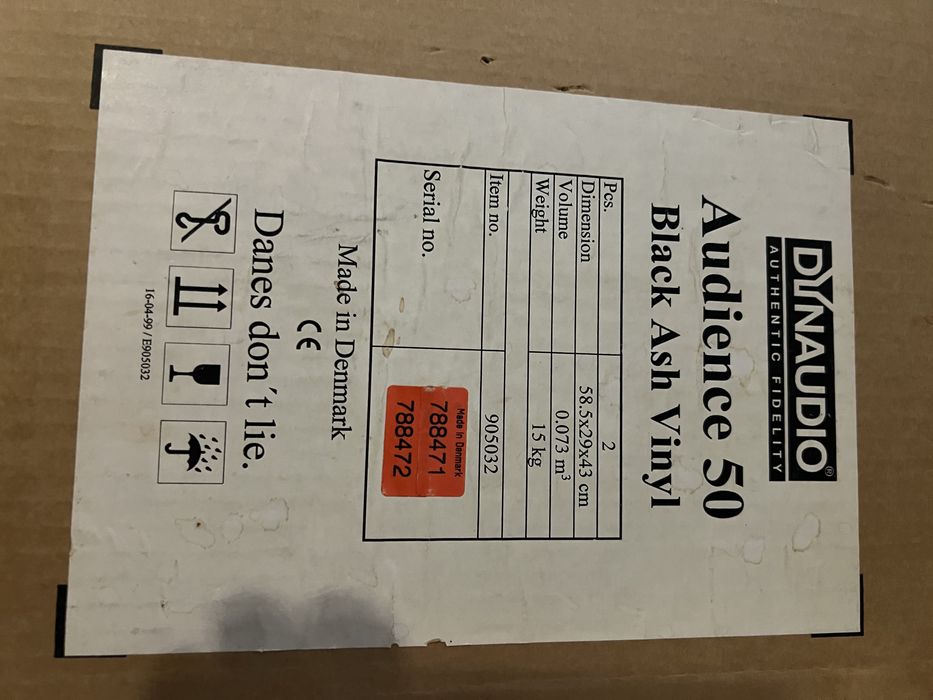 DYNAUDIO®
AUTHENTIC FIDELITY
Audience 50
Black Ash Vinyl
Pcs. 2
Dimension 58.5x29x43 cm
Volume 0.073 m³
Weight 15 kg
Item no. 905032
Serial no.
Made in Denmark
788471
788472
Made in Denmark
CE
Danes don´t lie.
16-04-99 / E905032